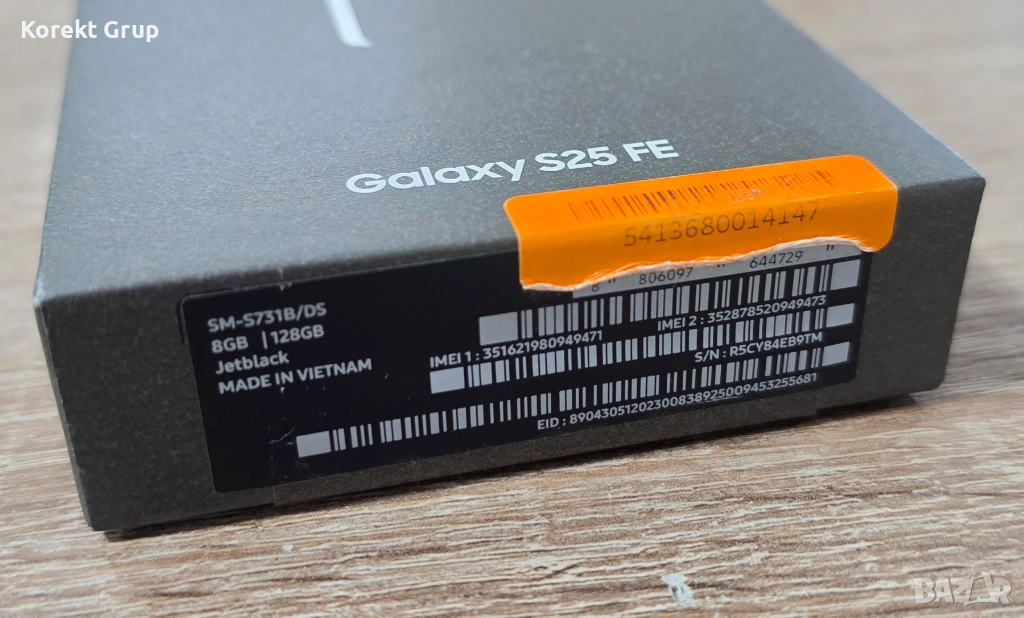 Korekt Grup
Galaxy S25 FE
5413680014147
8 806097 644729
SM-S731B/DS
8GB | 128GB
Jetblack
MADE IN VIETNAM
IMEI 1 : 351621980949471
IMEI 2 : 352878520949473
S/N : R5CY84EB9TM
EID : 89043051202300838925009453255681
BAZAR